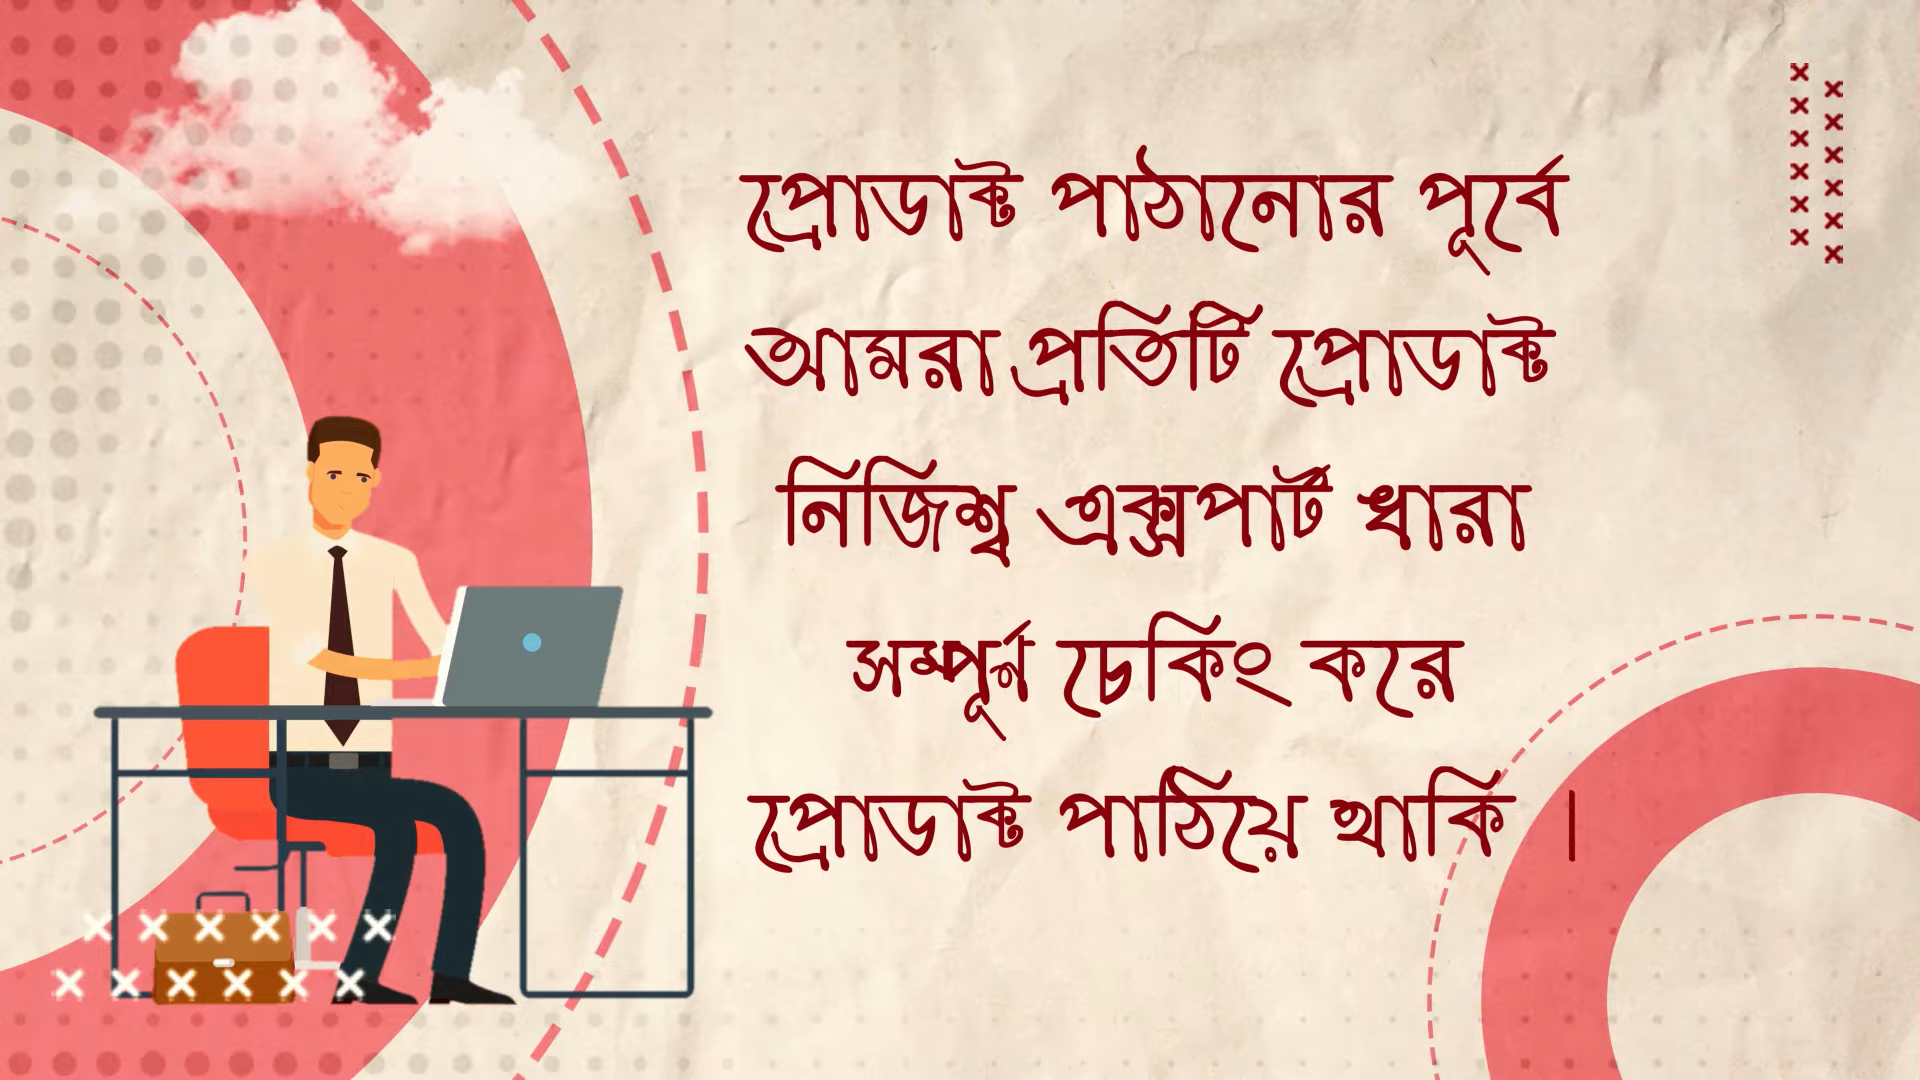 প্রোডাক্ট পাঠানোর পূর্বে
আমরা প্রতিটি প্রোডাক্ট
নিজিশ্ব এক্সপার্ট ধারা
সম্পূর্ণ চেকিং করে
প্রোডাক্ট পাঠিয়ে থাকি ।